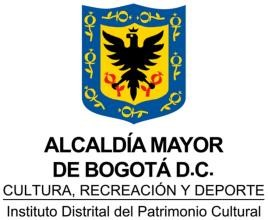 ALCALDÍA MAYOR
DE BOGOTÁ D.C.
CULTURA, RECREACIÓN Y DEPORTE
Instituto Distrital del Patrimonio Cultural